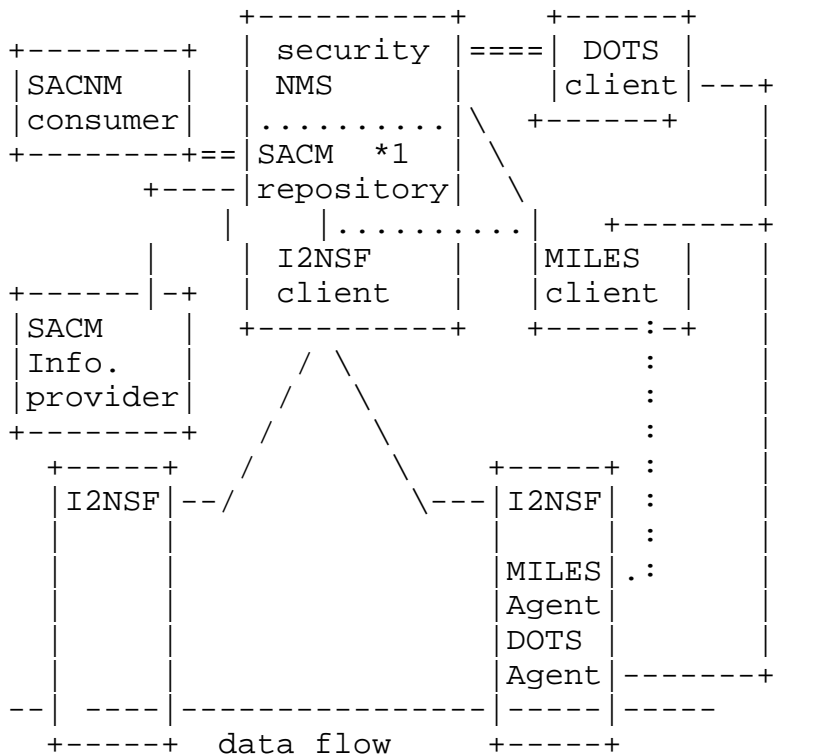 security
DOTS
SACNM
NMS
client
consumer
SACM *1
repository
I2NSF
MILES
client
client
SACM
Info.
provider
I2NSF
I2NSF
MILES
Agent
DOTS
Agent
data flow